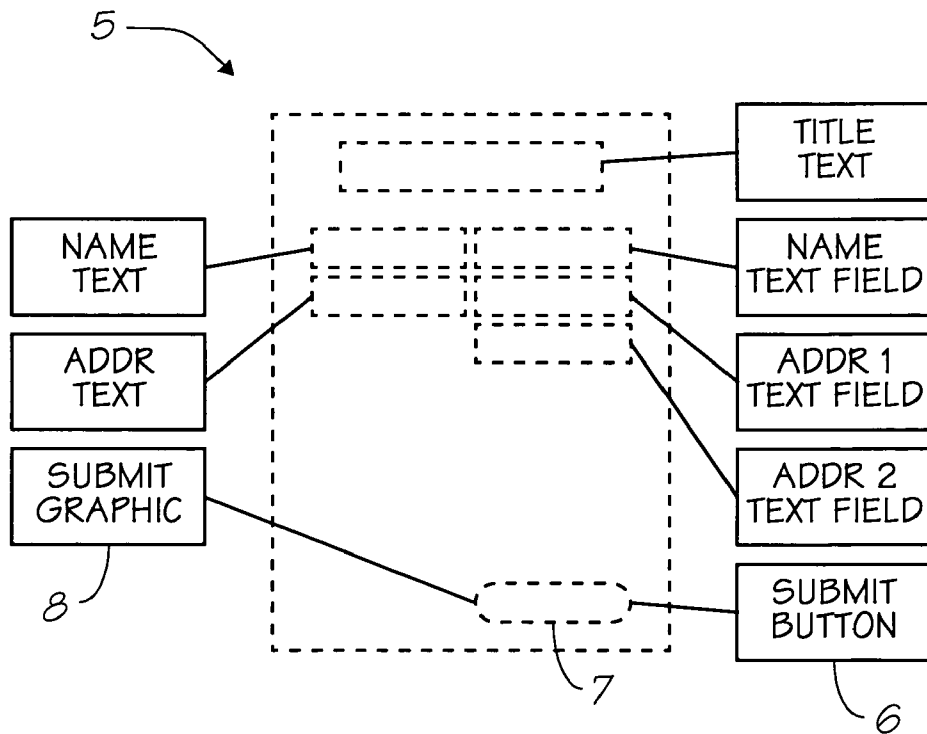 5
TITLE
TEXT
NAME
TEXT
NAME
TEXT FIELD
ADDR
TEXT
ADDR 1
TEXT FIELD
SUBMIT
GRAPHIC
ADDR 2
TEXT FIELD
8
SUBMIT
BUTTON
7
6